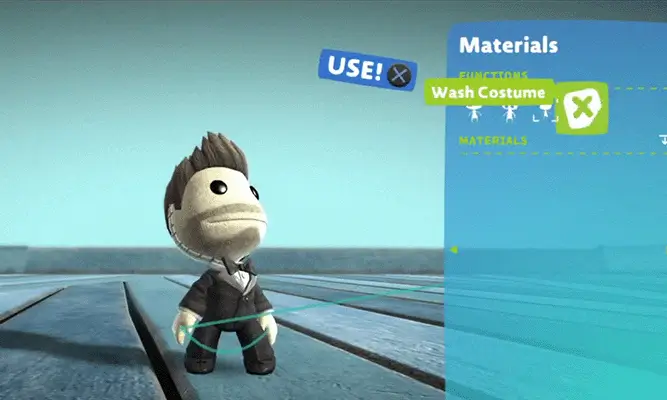 Materials
USE!
FUNCTIONS
Wash Costume
MATERIALS